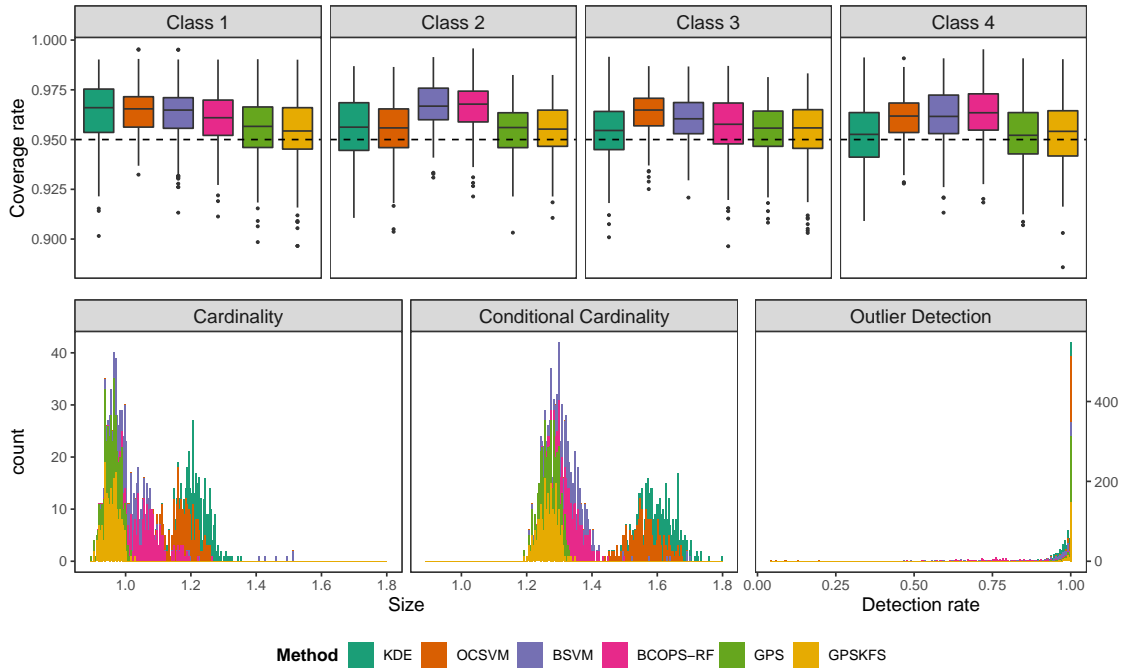 Class 1 Class 2 Class 3 Class 4
Coverage rate
1.000
0.975
0.950
0.925
0.900
Cardinality Conditional Cardinality Outlier Detection
count
40
30
20
10
0
400
200
0
1.0 1.2 1.4 1.6 1.8 1.0 1.2 1.4 1.6 1.8 0.00 0.25 0.50 0.75 1.00
Size Detection rate
Method KDE OCSVM BSVM BCOPS−RF GPS GPSKFS